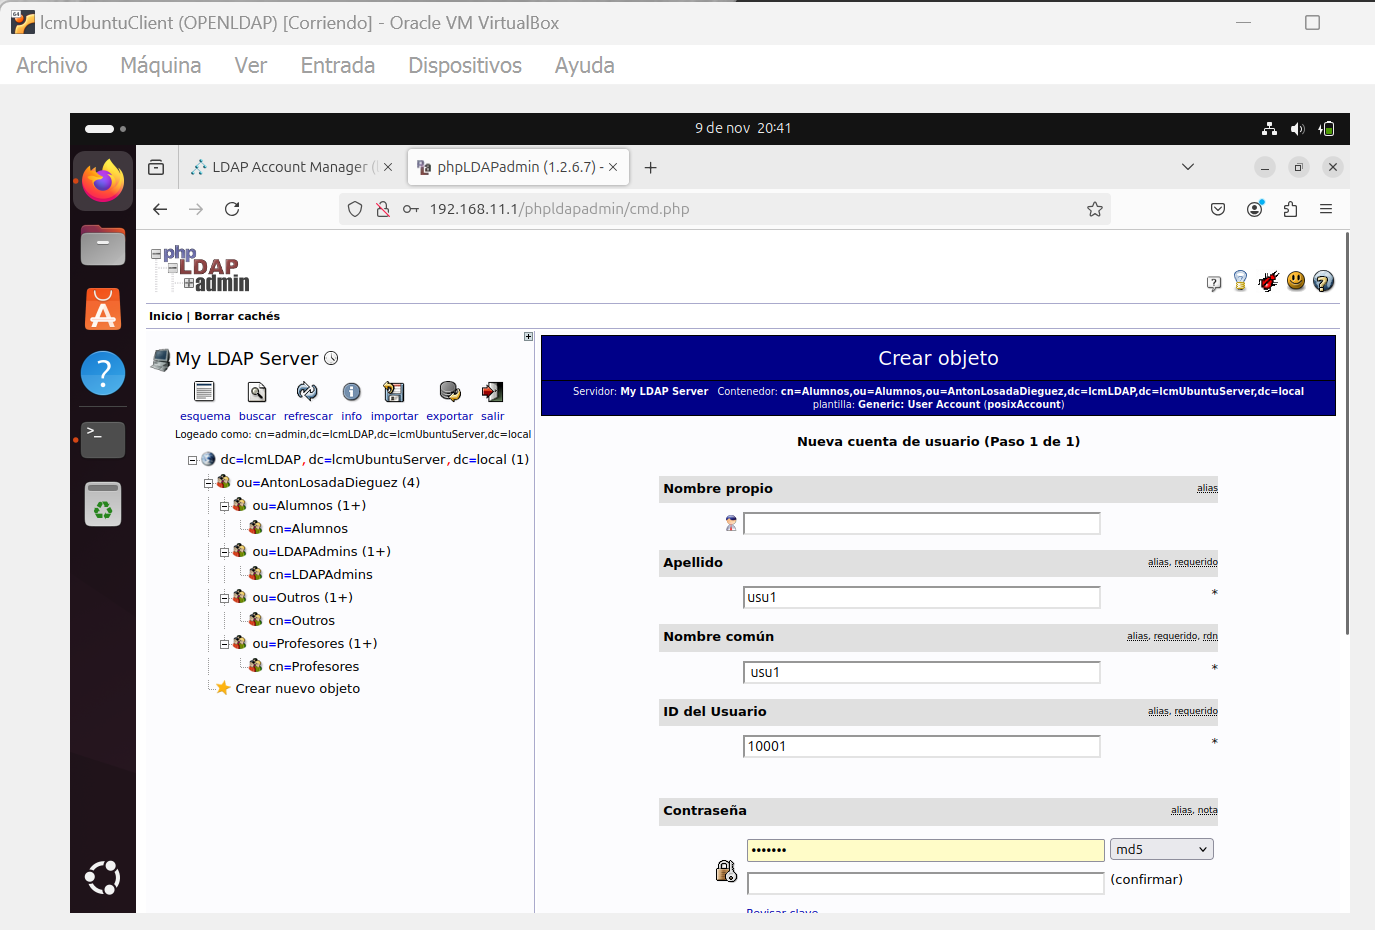 lcmUbuntuClient (OPENLDAP) [Corriendo] - Oracle VM VirtualBox
Archivo Máquina Ver Entrada Dispositivos Ayuda
9 de nov 20:41
LDAP Account Manager (
phpLDAPadmin (1.2.6.7) -
192.168.11.1/phpldapadmin/cmd.php
php
LDAP
admin
Inicio | Borrar cachés
My LDAP Server
esquema buscar refrescar info importar exportar salir
Logeado como: cn=admin,dc=lcmLDAP,dc=lcmUbuntuServer,dc=local
dc=lcmLDAP,dc=lcmUbuntuServer,dc=local (1)
ou=AntonLosadaDieguez (4)
ou=Alumnos (1+)
cn=Alumnos
ou=LDAPAdmins (1+)
cn=LDAPAdmins
ou=Outros (1+)
cn=Outros
ou=Profesores (1+)
cn=Profesores
Crear nuevo objeto
Crear objeto
Servidor: My LDAP Server Contenedor: cn=Alumnos,ou=Alumnos,ou=AntonLosadaDieguez,dc=lcmLDAP,dc=lcmUbuntuServer,dc=local
plantilla: Generic: User Account (posixAccount)
Nueva cuenta de usuario (Paso 1 de 1)
Nombre propio alias
Apellido alias, requerido
usu1 *
Nombre común alias, requerido, rdn
usu1 *
ID del Usuario alias, requerido
10001 *
Contraseña alias, nota
••••••• md5
(confirmar)
Revisar clave